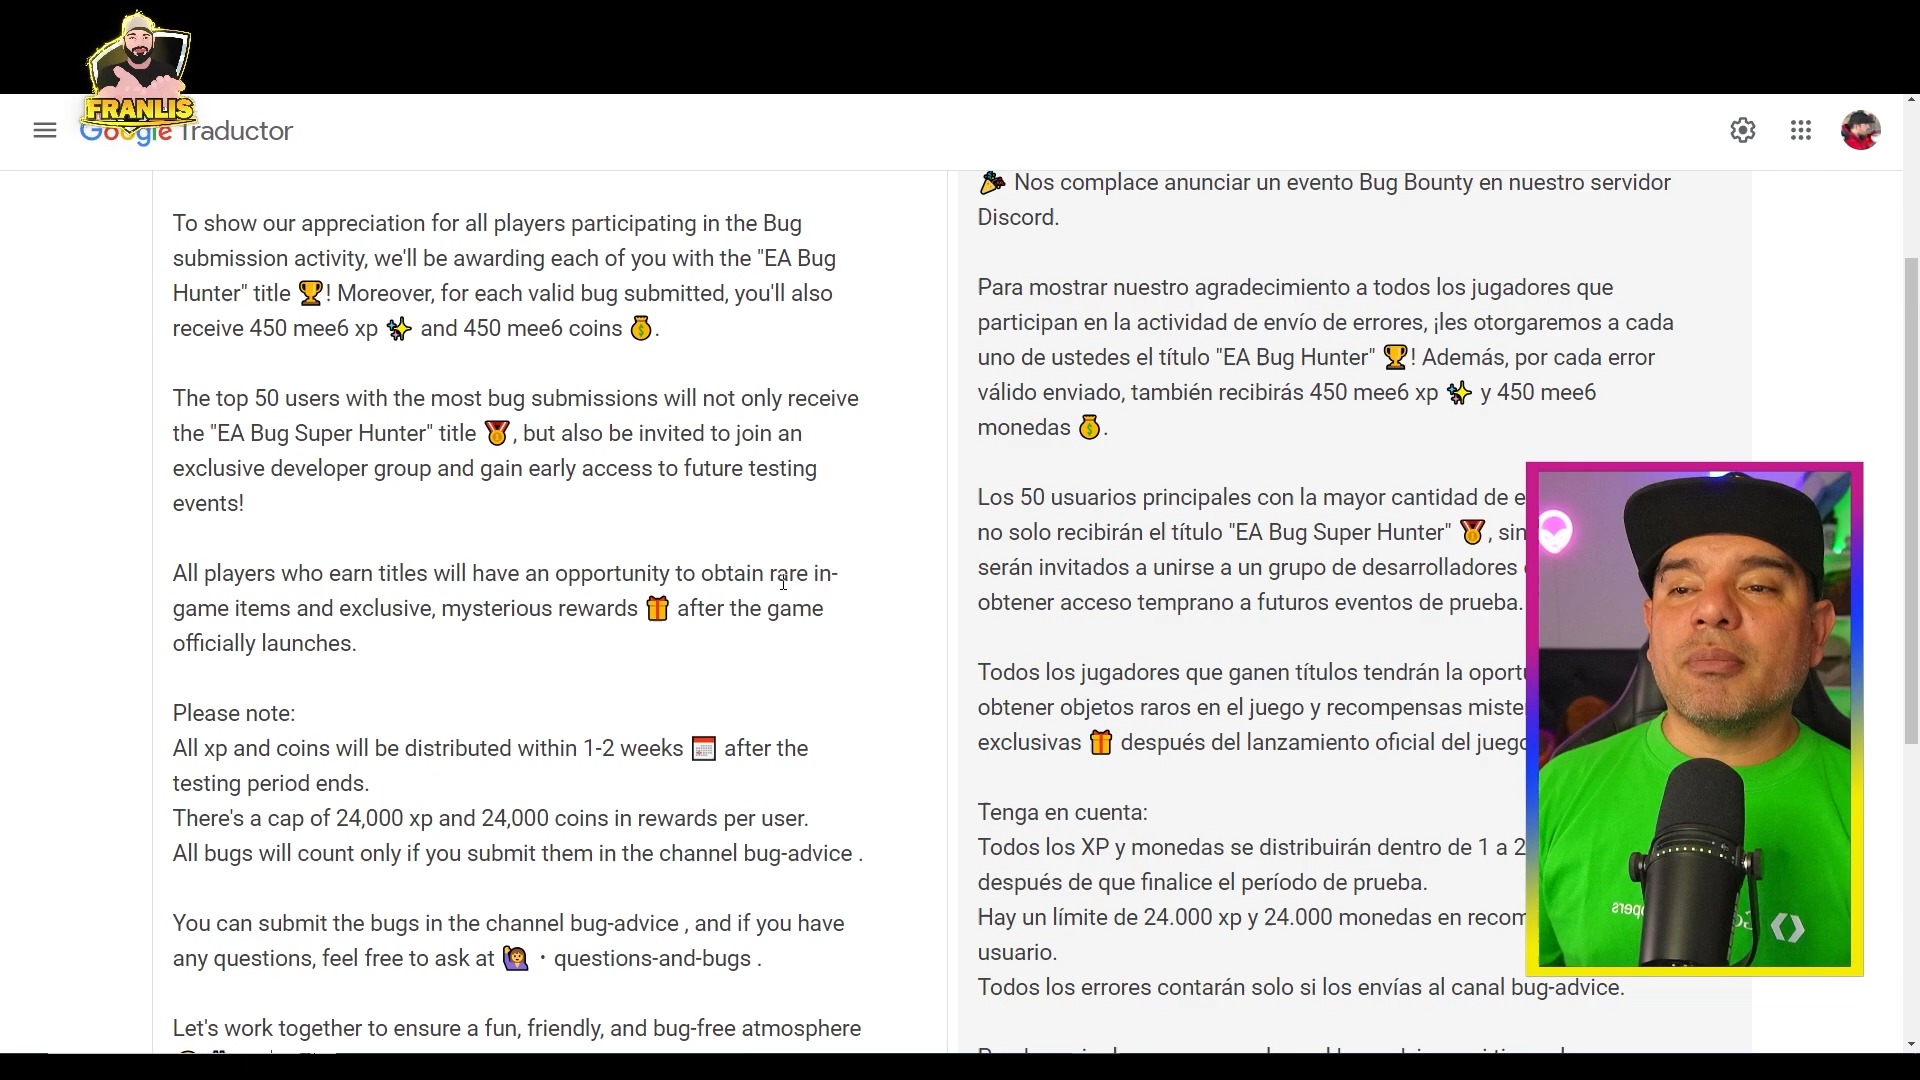 FRANLIS
Google Traductor
To show our appreciation for all players participating in the Bug
submission activity, we'll be awarding each of you with the "EA Bug
Hunter" title 🏆! Moreover, for each valid bug submitted, you'll also
receive 450 mee6 xp ✨ and 450 mee6 coins 💰.
The top 50 users with the most bug submissions will not only receive
the "EA Bug Super Hunter" title 🏅, but also be invited to join an
exclusive developer group and gain early access to future testing
events!
All players who earn titles will have an opportunity to obtain rare in-
game items and exclusive, mysterious rewards 🎁 after the game
officially launches.
Please note:
All xp and coins will be distributed within 1-2 weeks 📅 after the
testing period ends.
There's a cap of 24,000 xp and 24,000 coins in rewards per user.
All bugs will count only if you submit them in the channel bug-advice .
You can submit the bugs in the channel bug-advice , and if you have
any questions, feel free to ask at 🙋 ・questions-and-bugs .
Let's work together to ensure a fun, friendly, and bug-free atmosphere
🎉 Nos complace anunciar un evento Bug Bounty en nuestro servidor
Discord.
Para mostrar nuestro agradecimiento a todos los jugadores que
participan en la actividad de envío de errores, ¡les otorgaremos a cada
uno de ustedes el título "EA Bug Hunter" 🏆! Además, por cada error
válido enviado, también recibirás 450 mee6 xp ✨ y 450 mee6
monedas 💰.
Los 50 usuarios principales con la mayor cantidad de e
no solo recibirán el título "EA Bug Super Hunter" 🏅, sin
serán invitados a unirse a un grupo de desarrolladores
obtener acceso temprano a futuros eventos de prueba.
Todos los jugadores que ganen títulos tendrán la oportu
obtener objetos raros en el juego y recompensas miste
exclusivas 🎁 después del lanzamiento oficial del juego
Tenga en cuenta:
Todos los XP y monedas se distribuirán dentro de 1 a 2
después de que finalice el período de prueba.
Hay un límite de 24.000 xp y 24.000 monedas en recom
usuario.
Todos los errores contarán solo si los envías al canal bug-advice.